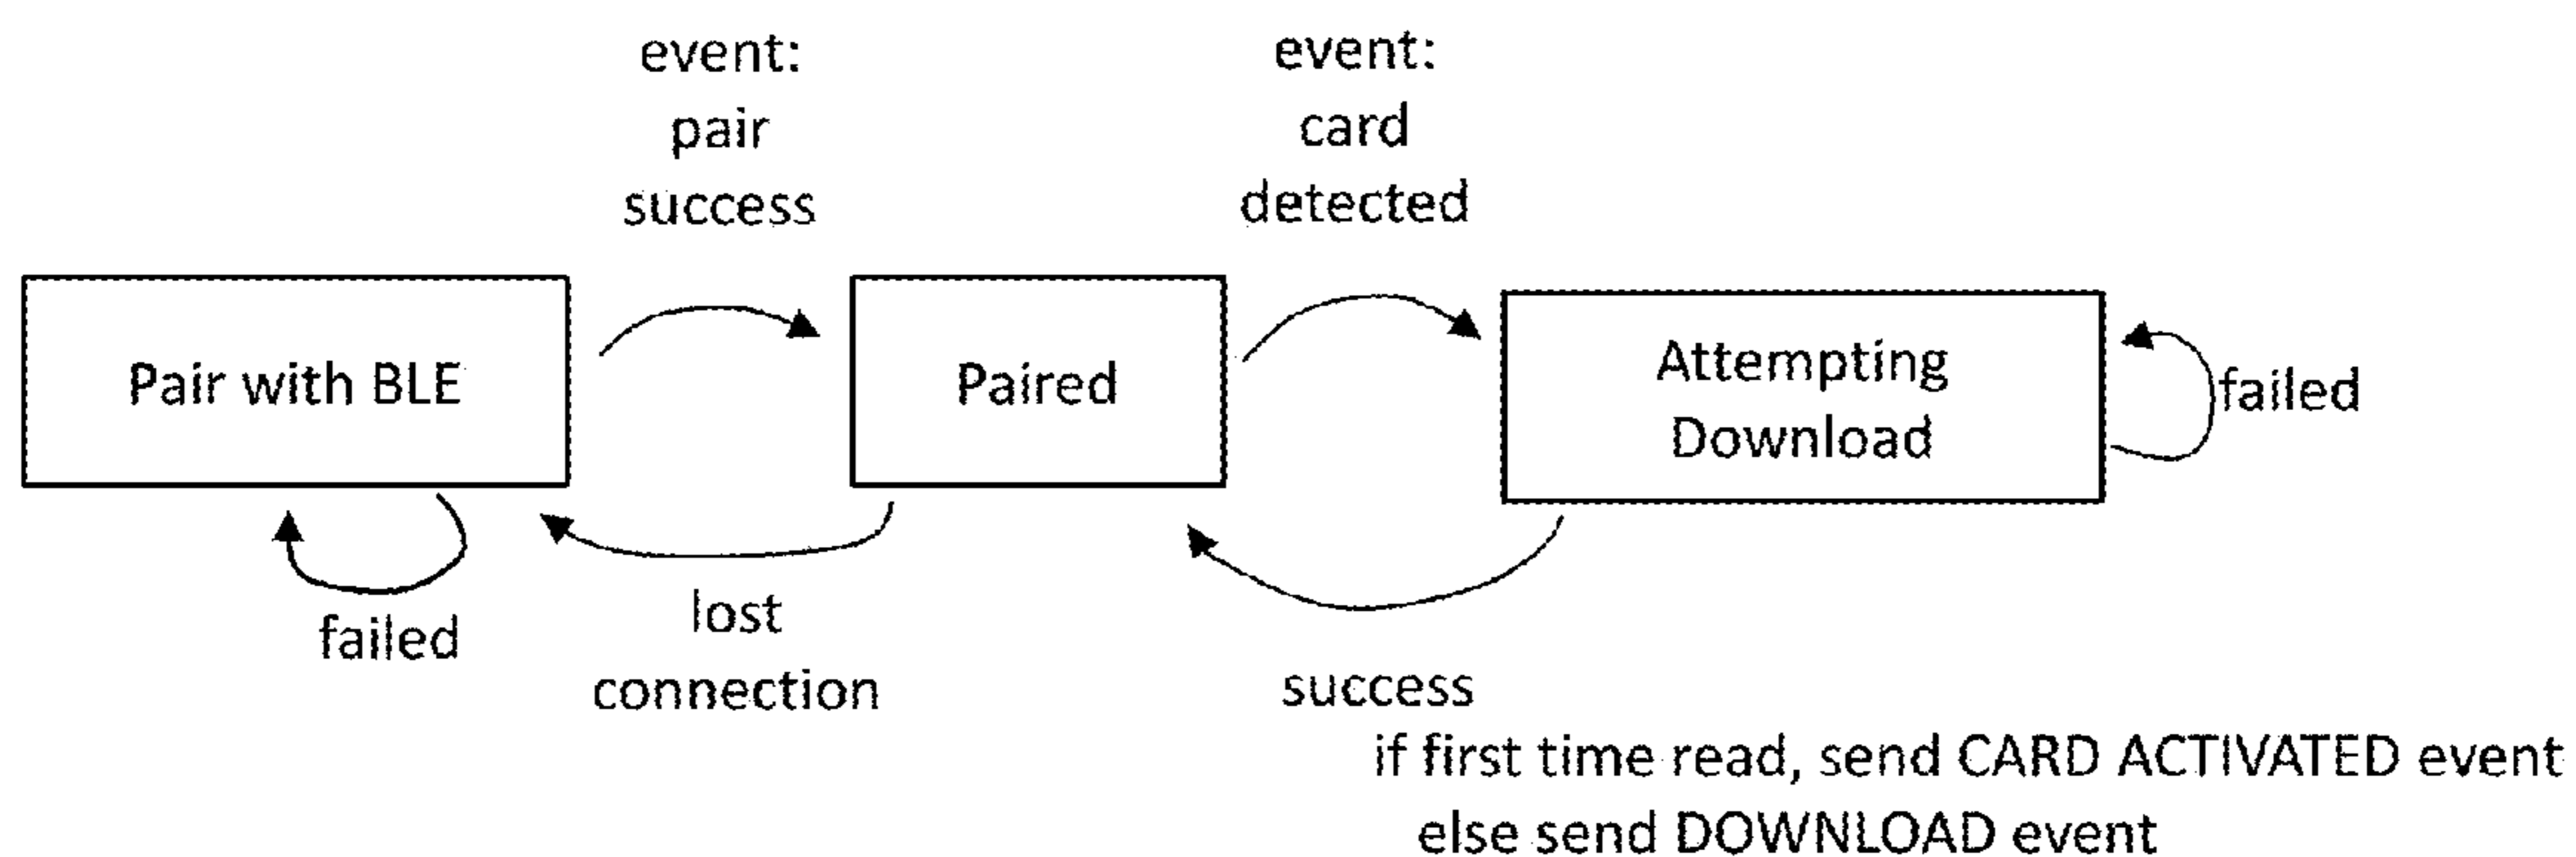 event:
pair
success
event:
card
detected
Pair with BLE
Paired
Attempting
Download
failed
failed
lost
connection
success
if first time read, send CARD ACTIVATED event
else send DOWNLOAD event